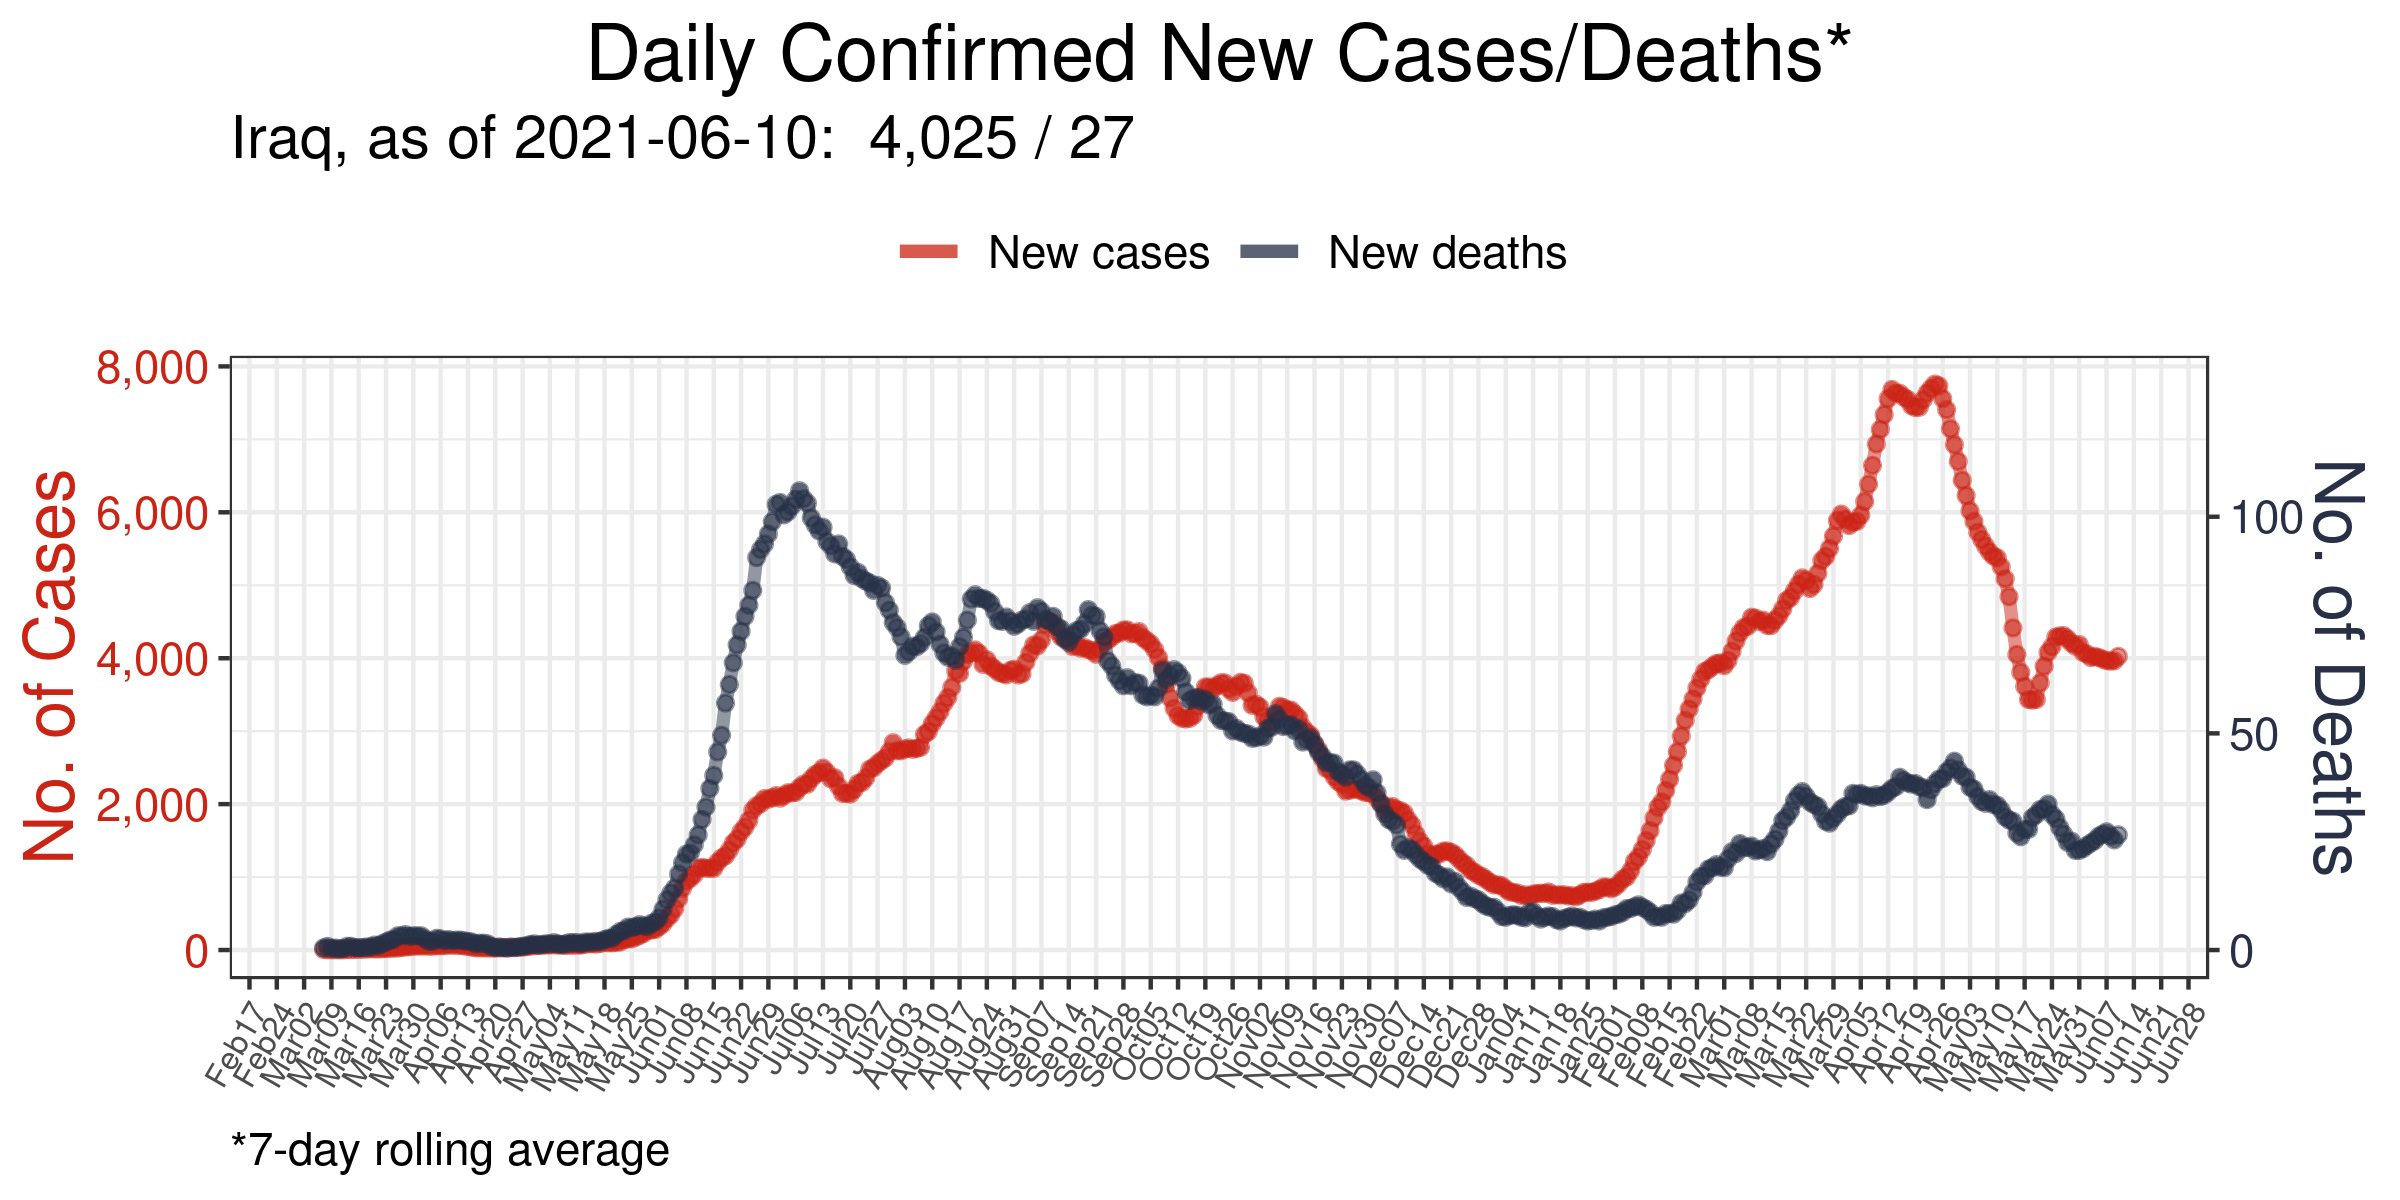 Daily Confirmed New Cases/Deaths*
Iraq, as of 2021-06-10:  4,025 / 27
New cases
New deaths
No. of Cases
8,000
6,000
4,000
2,000
0
No. of Deaths
100
50
0
Feb17
Feb24
Mar02
Mar09
Mar16
Mar23
Mar30
Apr06
Apr13
Apr20
Apr27
May04
May11
May18
May25
Jun01
Jun08
Jun15
Jun22
Jun29
Jul06
Jul13
Jul20
Jul27
Aug03
Aug10
Aug17
Aug24
Aug31
Sep07
Sep14
Sep21
Sep28
Oct05
Oct12
Oct19
Oct26
Nov02
Nov09
Nov16
Nov23
Nov30
Dec07
Dec14
Dec21
Dec28
Jan04
Jan11
Jan18
Jan25
Feb01
Feb08
Feb15
Feb22
Mar01
Mar08
Mar15
Mar22
Mar29
Apr05
Apr12
Apr19
Apr26
May03
May10
May17
May24
May31
Jun07
Jun14
Jun21
Jun28
*7-day rolling average